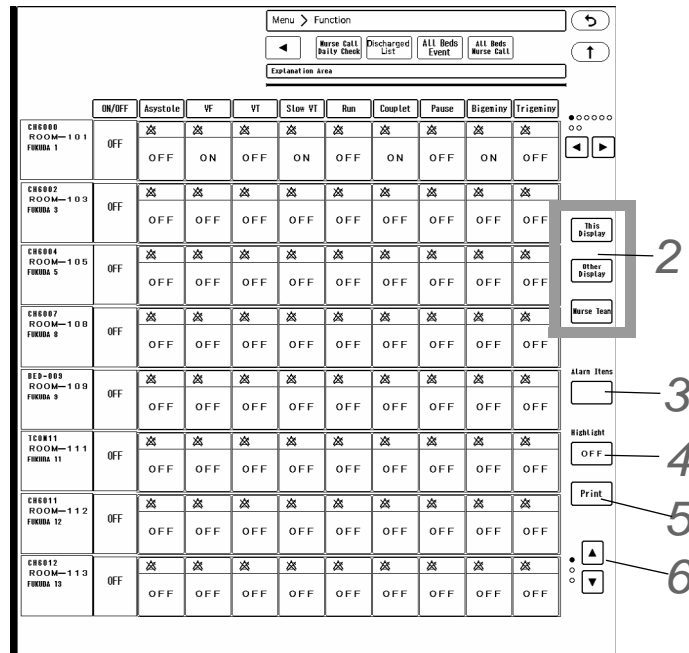 Menu > Function
Nurse Call Daily Check
Discharged List
All Beds Event
All Beds Nurse Call
Explanation Area
ON/OFF Asystole VF VT Slow VT Run Couplet Pause Bigeminy Trigeminy
CH6000
ROOM-101
FUKUDA 1
OFF OFF ON OFF ON OFF ON OFF ON OFF
CH6002
ROOM-103
FUKUDA 3
OFF OFF OFF OFF OFF OFF OFF OFF OFF OFF
This Display
2
CH6004
ROOM-105
FUKUDA 5
OFF OFF OFF OFF OFF OFF OFF OFF OFF OFF
Other Display
CH6007
ROOM-108
FUKUDA 8
OFF OFF OFF OFF OFF OFF OFF OFF OFF OFF
Nurse Team
BED-009
ROOM-109
FUKUDA 9
OFF OFF OFF OFF OFF OFF OFF OFF OFF OFF
Alarm Items
3
TCON11
ROOM-111
FUKUDA 11
OFF OFF OFF OFF OFF OFF OFF OFF OFF OFF
Highlight
OFF
4
CH6011
ROOM-112
FUKUDA 12
OFF OFF OFF OFF OFF OFF OFF OFF OFF OFF
Print
5
CH6012
ROOM-113
FUKUDA 13
OFF OFF OFF OFF OFF OFF OFF OFF OFF OFF
6